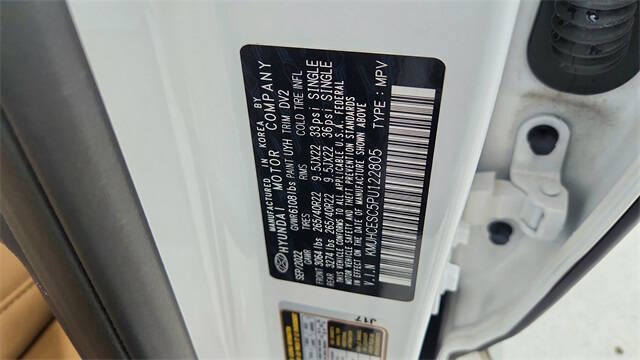 MANUFACTURED IN KOREA BY
HYUNDAI MOTOR COMPANY
SEP/2022 GVWR 6108 lbs PAINT UYH TRIM DV2
GAWR TIRES RIMS COLD TIRE INFL
FRONT 3064 lbs 265/40R22 9.5JX22 33psi SINGLE
REAR 3274 lbs 265/40R22 9.5JX22 36psi SINGLE
THIS VEHICLE CONFORMS TO ALL APPLICABLE U.S.A. FEDERAL
MOTOR VEHICLE SAFETY, BUMPER, AND THEFT PREVENTION STANDARDS
IN EFFECT ON THE DATE OF MANUFACTURE SHOWN ABOVE
V.I.N KMUHCESC5PU122805 TYPE : MPV
J17